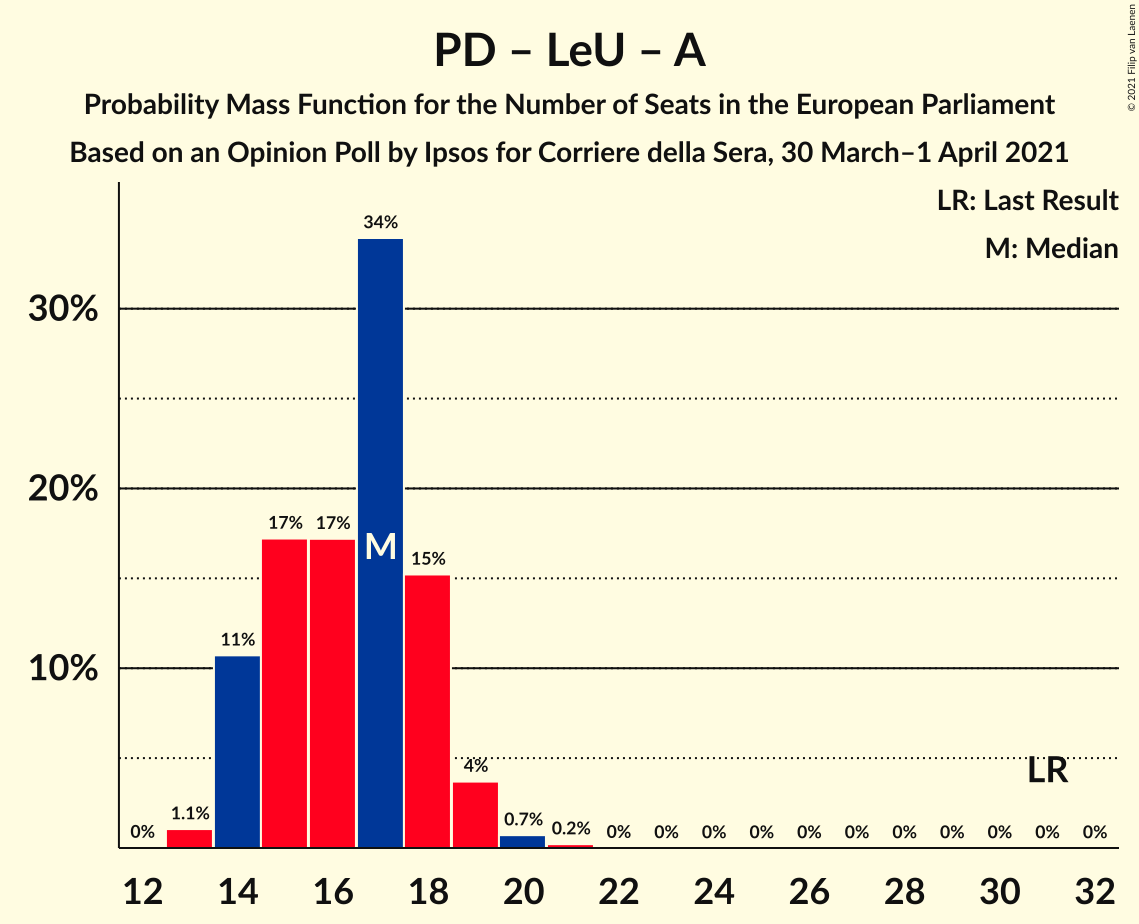 PD – LeU – A
Probability Mass Function for the Number of Seats in the European Parliament
Based on an Opinion Poll by Ipsos for Corriere della Sera, 30 March–1 April 2021
© 2021 Filip van Laenen
LR: Last Result
M: Median
30%
20%
10%
0%
1.1%
11%
17%
17%
34%
M
15%
4%
0.7%
0.2%
0%
0%
0%
0%
0%
0%
0%
0%
0%
0%
0%
LR
12 14 16 18 20 22 24 26 28 30 32